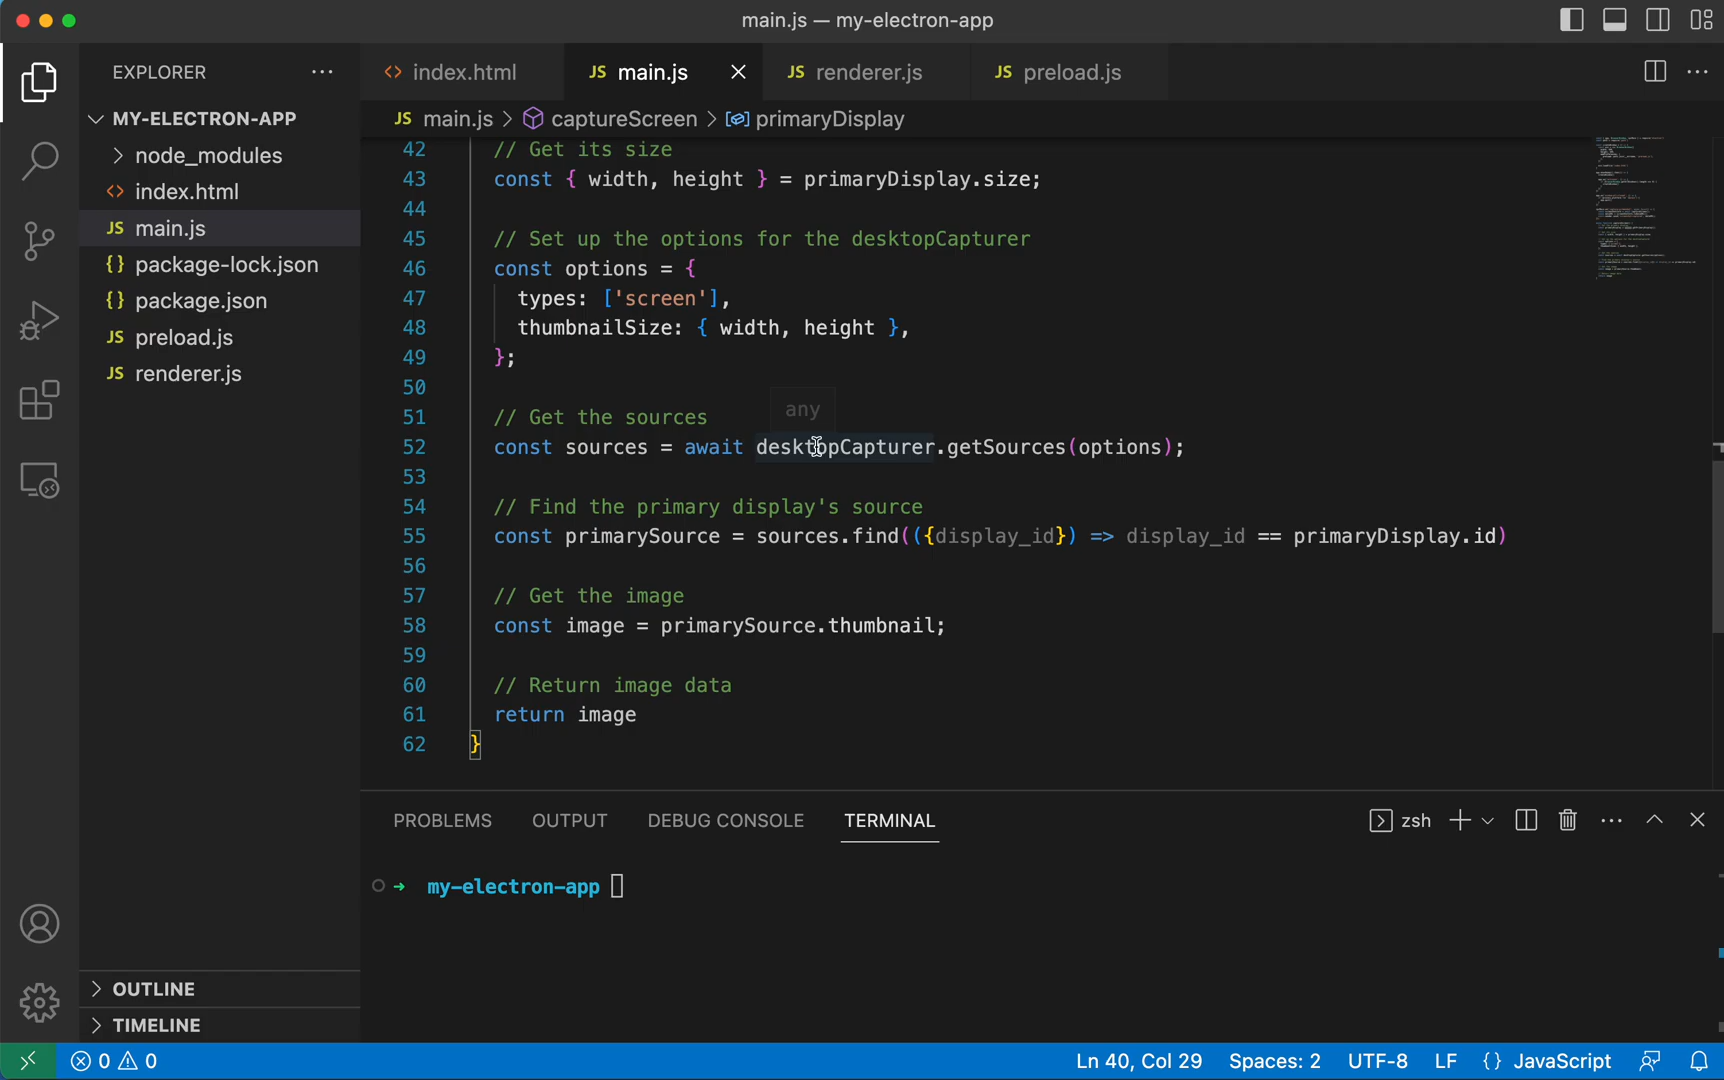 main.js — my-electron-app
EXPLORER
MY-ELECTRON-APP
node_modules
index.html
JS main.js
{} package-lock.json
{} package.json
JS preload.js
JS renderer.js
OUTLINE
TIMELINE
<> index.html
JS main.js
JS renderer.js
JS preload.js
JS main.js > captureScreen > primaryDisplay
42 // Get its size
43 const { width, height } = primaryDisplay.size;
44
45 // Set up the options for the desktopCapturer
46 const options = {
47 types: ['screen'],
48 thumbnailSize: { width, height },
49 };
50
any
51 // Get the sources
52 const sources = await desktopCapturer.getSources(options);
53
54 // Find the primary display's source
55 const primarySource = sources.find(({display_id}) => display_id == primaryDisplay.id)
56
57 // Get the image
58 const image = primarySource.thumbnail;
59
60 // Return image data
61 return image
62 }
PROBLEMS OUTPUT DEBUG CONSOLE TERMINAL
zsh
→ my-electron-app
0 0
Ln 40, Col 29 Spaces: 2 UTF-8 LF {} JavaScript